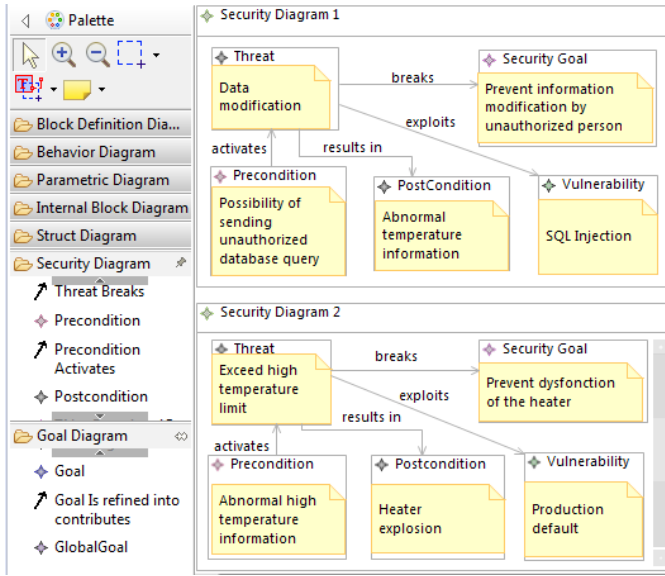 Palette
Block Definition Dia...
Behavior Diagram
Parametric Diagram
Internal Block Diagram
Struct Diagram
Security Diagram
Threat Breaks
Precondition
Precondition
Activates
Postcondition
Goal Diagram
Goal
Goal Is refined into
contributes
GlobalGoal
Security Diagram 1
Threat
Data
modification
breaks
Security Goal
Prevent information
modification by
unauthorized person
exploits
activates
results in
Precondition
Possibility of
sending
unauthorized
database query
PostCondition
Abnormal
temperature
information
Vulnerability
SQL Injection
Security Diagram 2
Threat
Exceed high
temperature
limit
breaks
Security Goal
Prevent dysfonction
of the heater
exploits
results in
activates
Precondition
Abnormal high
temperature
information
Postcondition
Heater
explosion
Vulnerability
Production
default